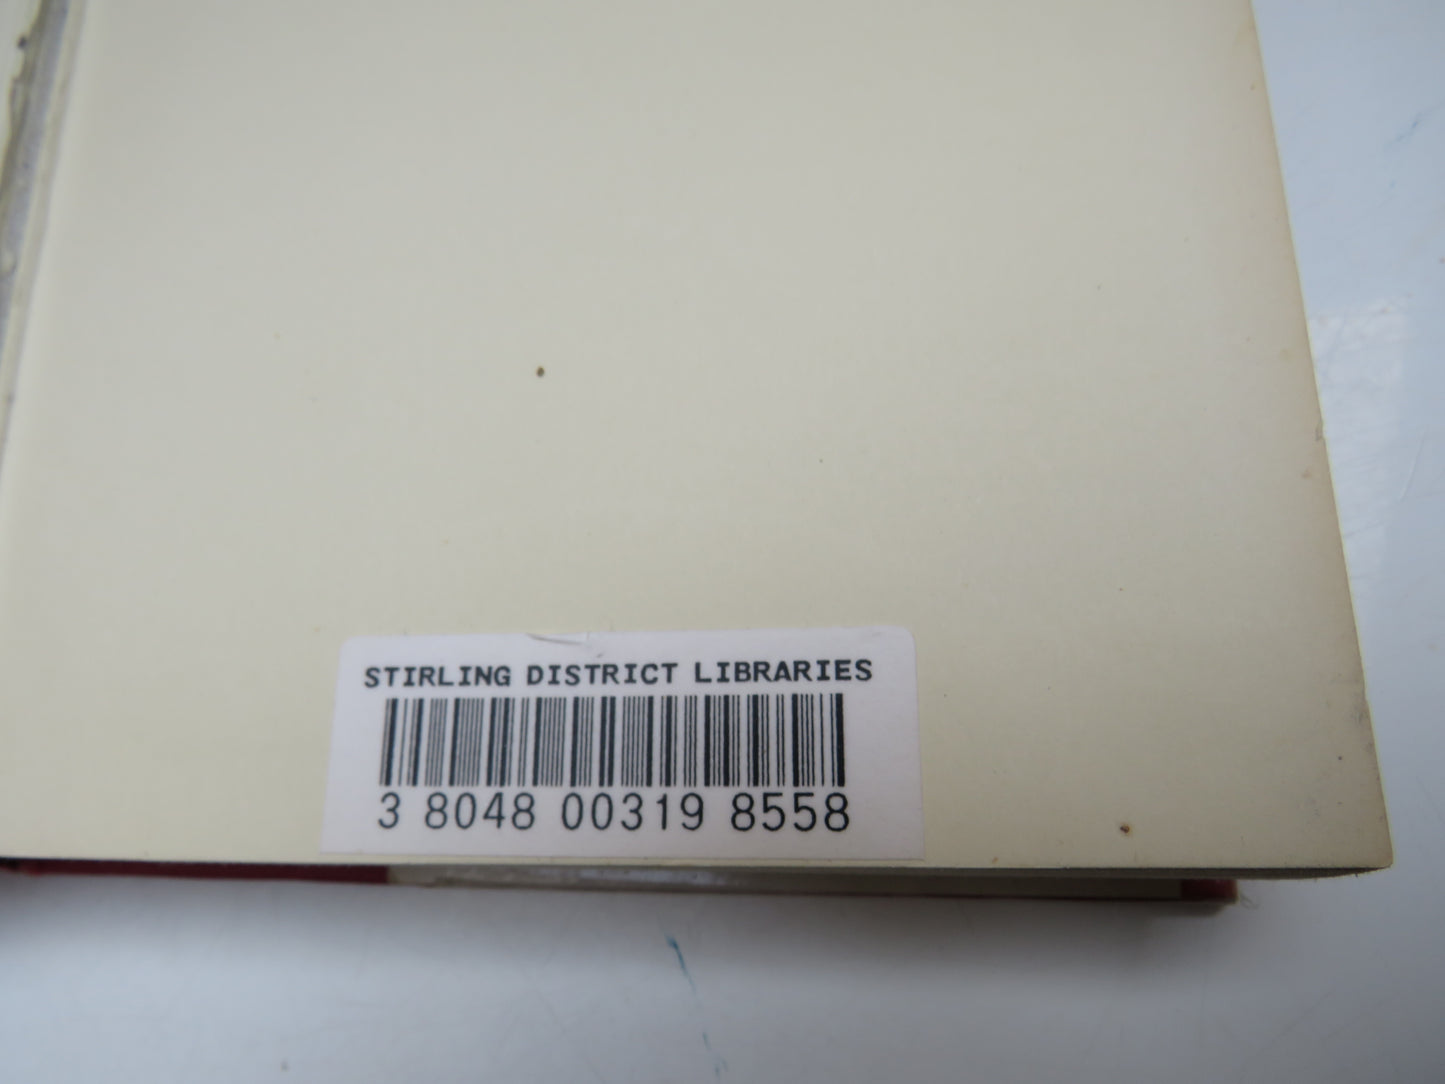 STIRLING DISTRICT LIBRARIES
3 8048 00319 8558